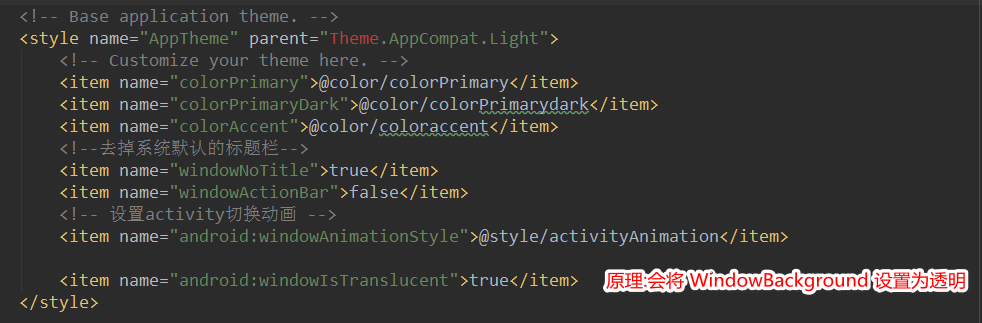 <!-- Base application theme. -->
<style name="AppTheme" parent="Theme.AppCompat.Light">
<!-- Customize your theme here. -->
<item name="colorPrimary">@color/colorPrimary</item>
<item name="colorPrimaryDark">@color/colorPrimarydark</item>
<item name="colorAccent">@color/coloraccent</item>
<!--去掉系统默认的标题栏-->
<item name="windowNoTitle">true</item>
<item name="windowActionBar">false</item>
<!-- 设置activity切换动画 -->
<item name="android:windowAnimationStyle">@style/activityAnimation</item>
<item name="android:windowIsTranslucent">true</item> 原理:会将 WindowBackground 设置为透明
</style>